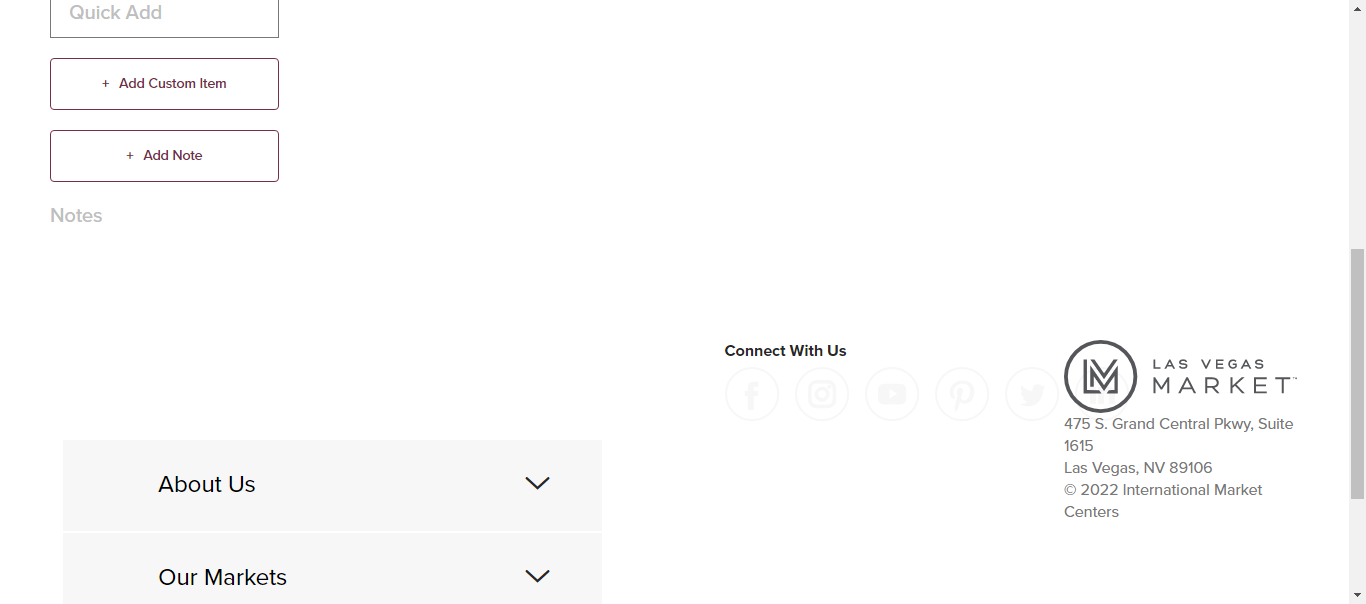 Quick Add
+ Add Custom Item
+ Add Note
Notes
Connect With Us
LAS VEGAS
MARKET™
475 S. Grand Central Pkwy, Suite
1615
Las Vegas, NV 89106
© 2022 International Market
Centers
About Us
Our Markets